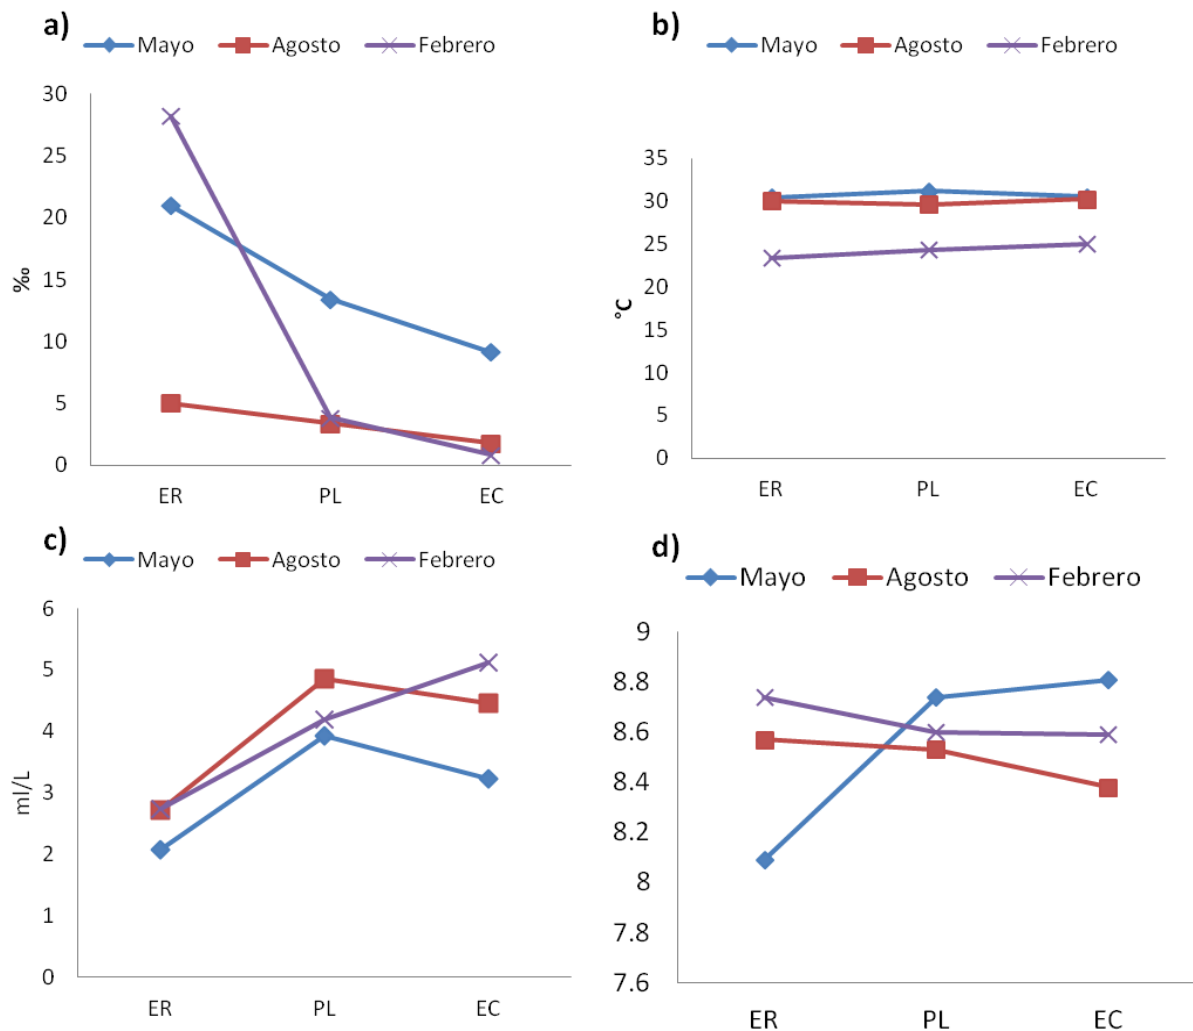 a)
Mayo Agosto Febrero
30
25
20
15
10
5
0
‰
ER PL EC
b)
Mayo Agosto Febrero
35
30
25
20
15
10
5
0
°C
ER PL EC
c)
Mayo Agosto Febrero
6
5
4
3
2
1
0
ml/L
ER PL EC
d)
Mayo Agosto Febrero
9
8.8
8.6
8.4
8.2
8
7.8
7.6
ER PL EC